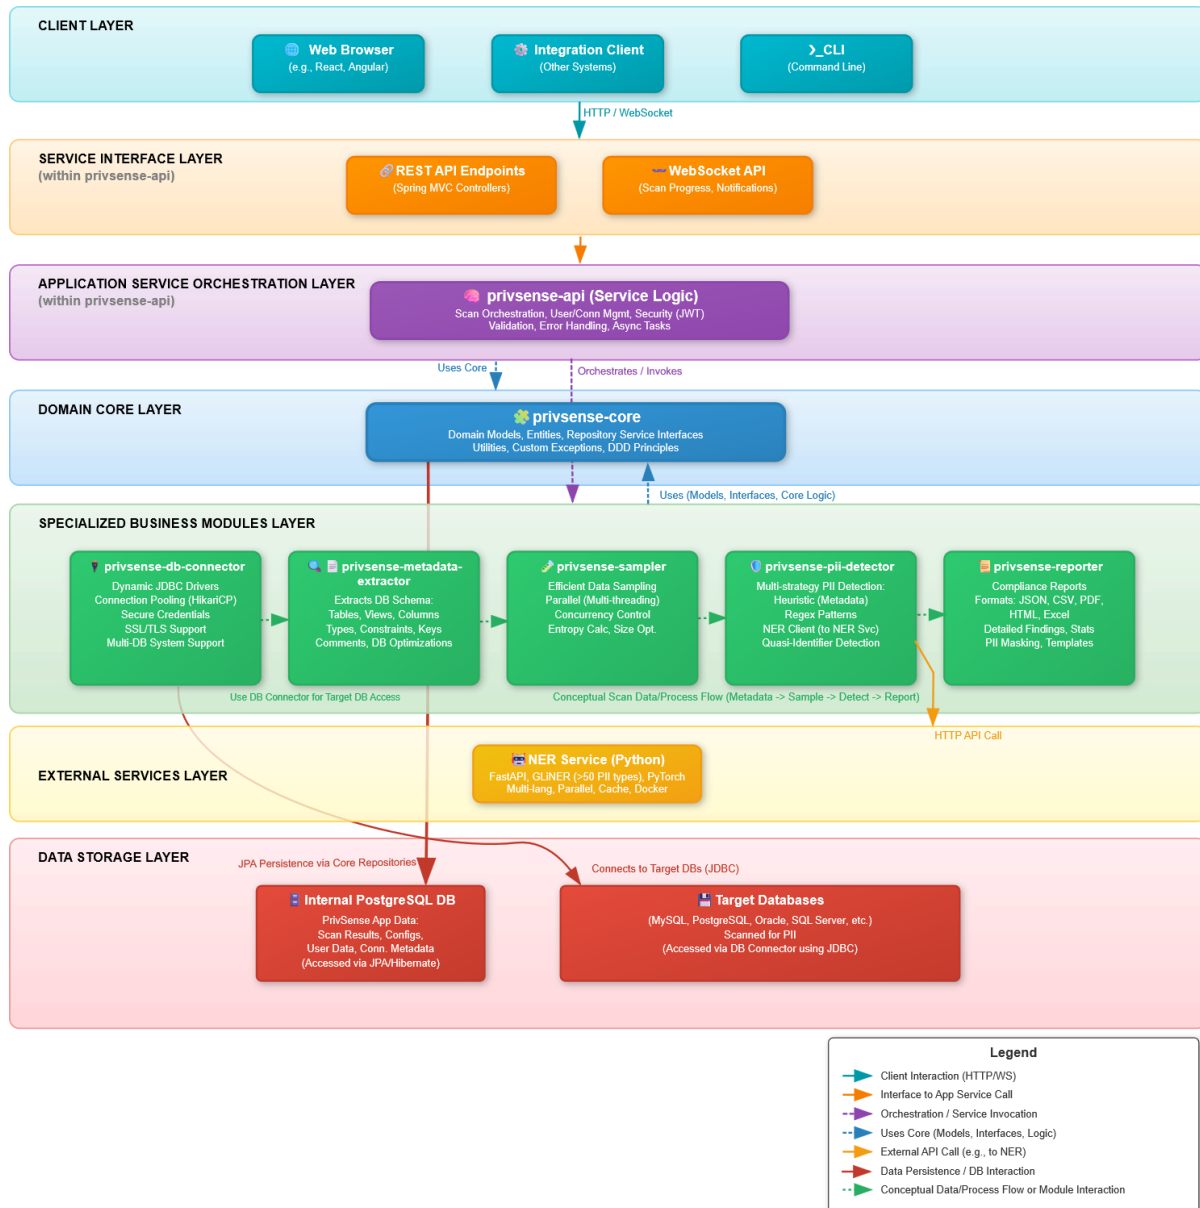 CLIENT LAYER
Web Browser
(e.g., React, Angular)
Integration Client
(Other Systems)
❯_CLI
(Command Line)
HTTP / WebSocket
SERVICE INTERFACE LAYER
(within privsense-api)
REST API Endpoints
(Spring MVC Controllers)
WebSocket API
(Scan Progress, Notifications)
APPLICATION SERVICE ORCHESTRATION LAYER
(within privsense-api)
privsense-api (Service Logic)
Scan Orchestration, User/Conn Mgmt, Security (JWT)
Validation, Error Handling, Async Tasks
Uses Core
Orchestrates / Invokes
DOMAIN CORE LAYER
privsense-core
Domain Models, Entities, Repository Service Interfaces
Utilities, Custom Exceptions, DDD Principles
Uses (Models, Interfaces, Core Logic)
SPECIALIZED BUSINESS MODULES LAYER
privsense-db-connector
Dynamic JDBC Drivers
Connection Pooling (HikariCP)
Secure Credentials
SSL/TLS Support
Multi-DB System Support
privsense-metadata-
extractor
Extracts DB Schema:
Tables, Views, Columns
Types, Constraints, Keys
Comments, DB Optimizations
privsense-sampler
Efficient Data Sampling
Parallel (Multi-threading)
Concurrency Control
Entropy Calc, Size Opt.
privsense-pii-detector
Multi-strategy PII Detection:
Heuristic (Metadata)
Regex Patterns
NER Client (to NER Svc)
Quasi-Identifier Detection
privsense-reporter
Compliance Reports
Formats: JSON, CSV, PDF,
HTML, Excel
Detailed Findings, Stats
PII Masking, Templates
Use DB Connector for Target DB Access
Conceptual Scan Data/Process Flow (Metadata -> Sample -> Detect -> Report)
HTTP API Call
EXTERNAL SERVICES LAYER
NER Service (Python)
FastAPI, GLiNER (>50 PII types), PyTorch
Multi-lang, Parallel, Cache, Docker
DATA STORAGE LAYER
JPA Persistence via Core Repositories
Connects to Target DBs (JDBC)
Internal PostgreSQL DB
PrivSense App Data:
Scan Results, Configs,
User Data, Conn. Metadata
(Accessed via JPA/Hibernate)
Target Databases
(MySQL, PostgreSQL, Oracle, SQL Server, etc.)
Scanned for PII
(Accessed via DB Connector using JDBC)
Legend
Client Interaction (HTTP/WS)
Interface to App Service Call
Orchestration / Service Invocation
Uses Core (Models, Interfaces, Logic)
External API Call (e.g., to NER)
Data Persistence / DB Interaction
Conceptual Data/Process Flow or Module Interaction